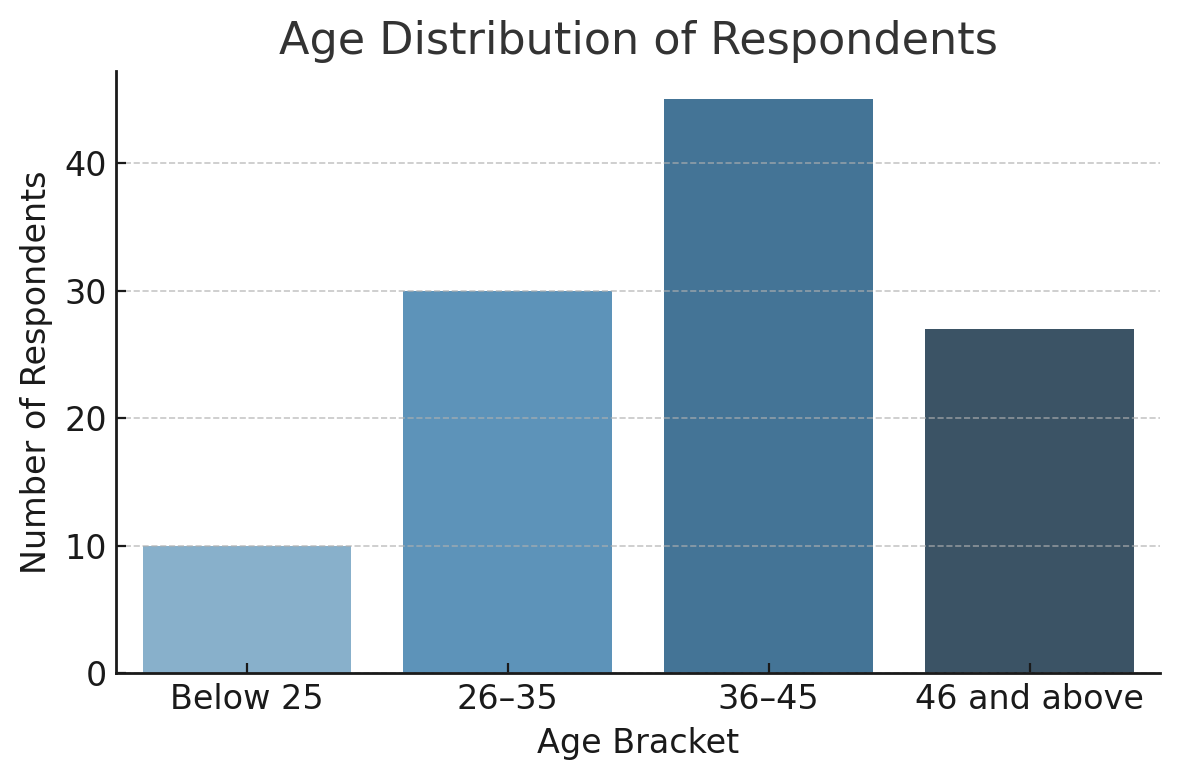 Age Distribution of Respondents
Number of Respondents
40
30
20
10
0
Below 25
26–35
36–45
46 and above
Age Bracket